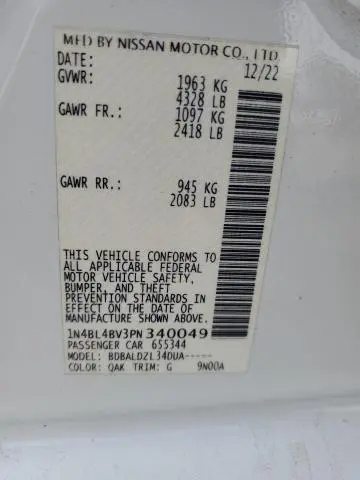 MFD BY NISSAN MOTOR CO., LTD.
DATE: 12/22
GVWR: 1963 KG
4328 LB
GAWR FR.: 1097 KG
2418 LB
GAWR RR.: 945 KG
2083 LB
THIS VEHICLE CONFORMS TO
ALL APPLICABLE FEDERAL
MOTOR VEHICLE SAFETY,
BUMPER, AND THEFT
PREVENTION STANDARDS IN
EFFECT ON THE DATE OF
MANUFACTURE SHOWN ABOVE.
1N4BL4BV3PN340049
PASSENGER CAR 655344
MODEL: BDBALDZL34DUA-----
COLOR: QAK TRIM: G 9N00A